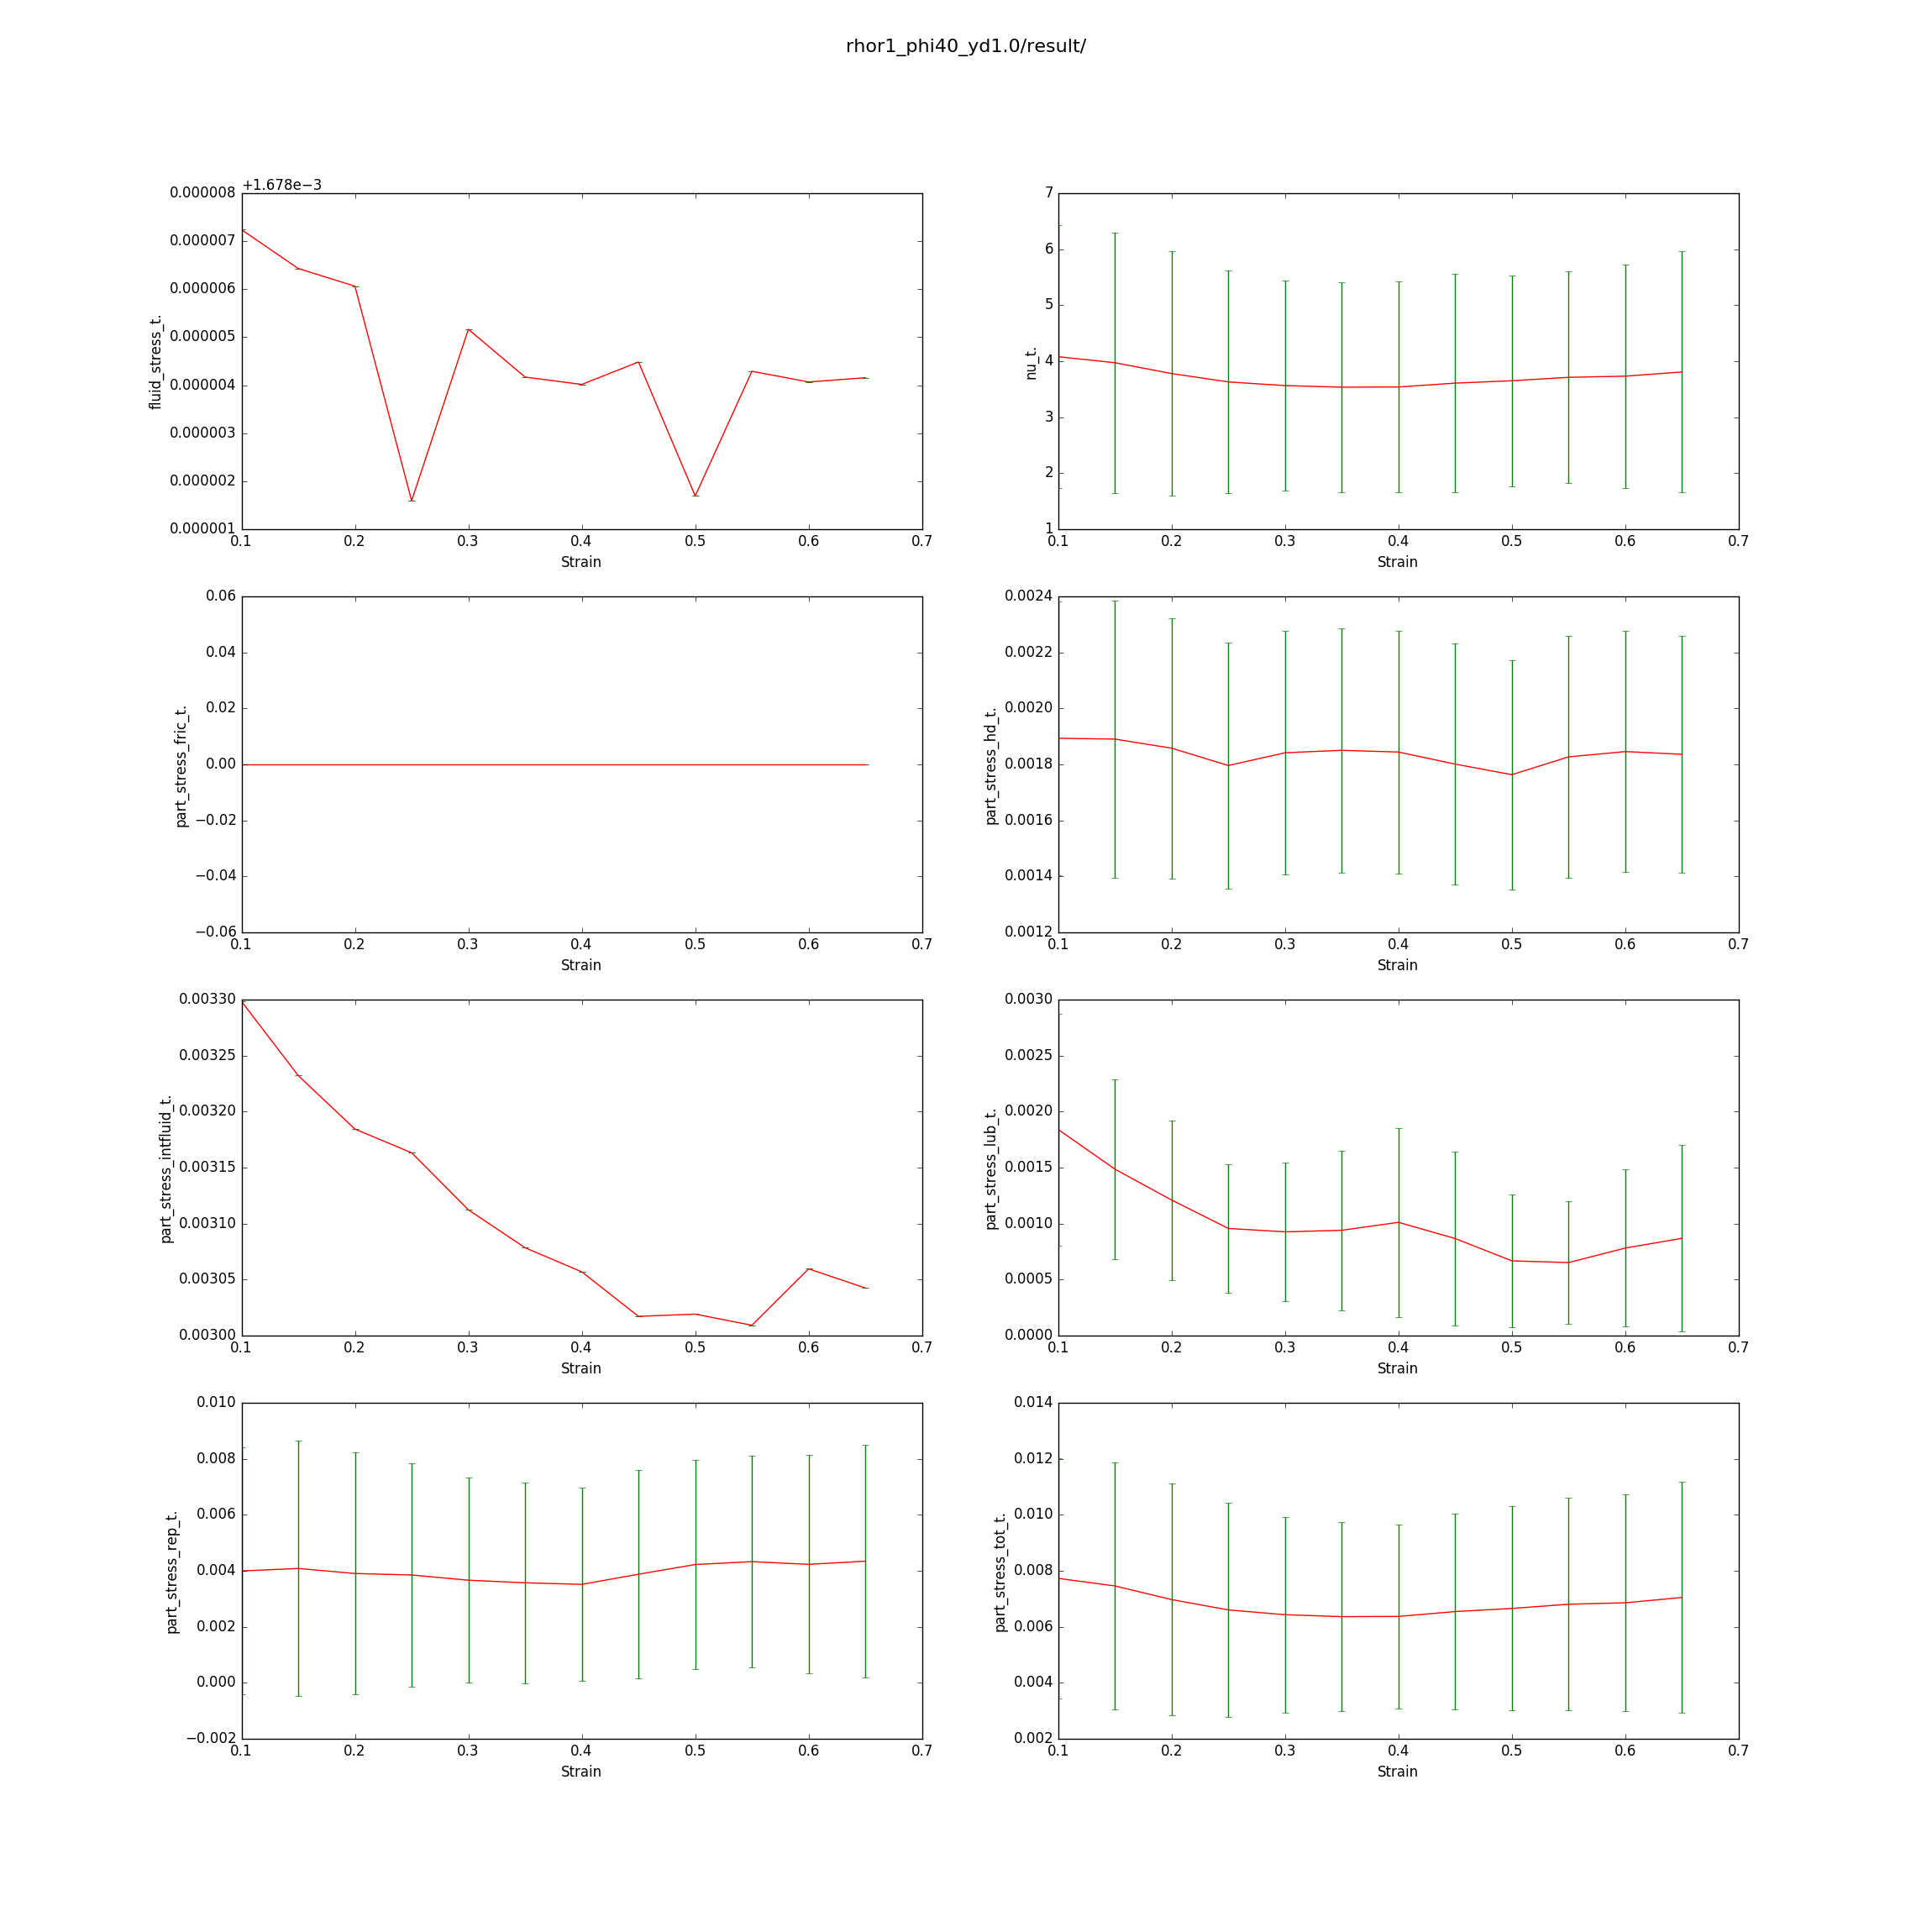 rhor1_phi40_yd1.0/result/
+1.678e−3
0.000008
0.000007
0.000006
0.000005
0.000004
0.000003
0.000002
0.000001
fluid_stress_t.
0.1 0.2 0.3 0.4 0.5 0.6 0.7
Strain
7
6
5
4
3
2
1
nu_t.
0.1 0.2 0.3 0.4 0.5 0.6 0.7
Strain
0.06
0.04
0.02
0.00
−0.02
−0.04
−0.06
part_stress_fric_t.
0.1 0.2 0.3 0.4 0.5 0.6 0.7
Strain
0.0024
0.0022
0.0020
0.0018
0.0016
0.0014
0.0012
part_stress_hd_t.
0.1 0.2 0.3 0.4 0.5 0.6 0.7
Strain
0.00330
0.00325
0.00320
0.00315
0.00310
0.00305
0.00300
part_stress_intfluid_t.
0.1 0.2 0.3 0.4 0.5 0.6 0.7
Strain
0.0030
0.0025
0.0020
0.0015
0.0010
0.0005
0.0000
part_stress_lub_t.
0.1 0.2 0.3 0.4 0.5 0.6 0.7
Strain
0.010
0.008
0.006
0.004
0.002
0.000
−0.002
part_stress_rep_t.
0.1 0.2 0.3 0.4 0.5 0.6 0.7
Strain
0.014
0.012
0.010
0.008
0.006
0.004
0.002
part_stress_tot_t.
0.1 0.2 0.3 0.4 0.5 0.6 0.7
Strain